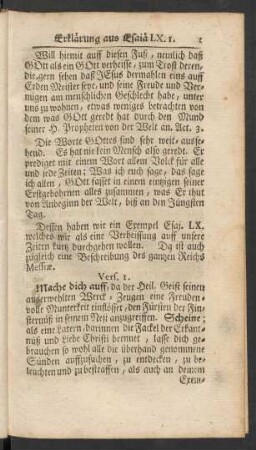 Erklärung aus Esaiä LX. 1.
Will hiemit auff diesen Fuß, nemlich daß
GOtt als ein GOtt verheisse, zum Trost deren-
die gern sehen daß JEsus dermahlen eins auff
Erden Meister seye, und seine Freude und Ver-
nügen am menschlichen Geschlecht habe, unter
uns zu wohnen, etwas weniges betrachten von
dem was GOtt geredt hat durch den Mund
seiner H. Propheten von der Welt an. Act. 3.
Die Worte GOttes sind sehr weit-ausse-
hend. Es hat nie kein Mensch also geredt. Er
prediget mit einem Wort allem Volck für alle
und jede Zeiten; Was ich euch sage, das sage
ich allen, GOtt fasset in einem eintzigen seiner
Erstgebohrnen alles zusammen, was Er thut
von Anbeginn der Welt, biß an den Jüngsten
Tag.
Dessen haben wir ein Exempel Esaj. LX.
welches wir als eine Verheissung auff unsere
Zeiten kurtz durchgehen wollen. Da ist auch
zugleich eine Beschreibung des gantzen Reichs
Messiæ.
Vers. 1.
Mache dich auff, da der Heil. Geist seinen
außerwehlten Werck-Zeugen eine Freuden-
volle Munterkeit einflösset, den Fürsten der Fin-
sternüß in seinem Nest anzugreiffen. Scheine;
als eine Latern, darinnen die Fackel der Erkant-
nüß und Liebe Christi brennet, lasse dich ge-
brauchen so wohl alle die überhand genommene
Sünden auffzusuchen, zu entdecken, zu be-
leuchten und zu bestraffen, als auch an deinem
Exem-